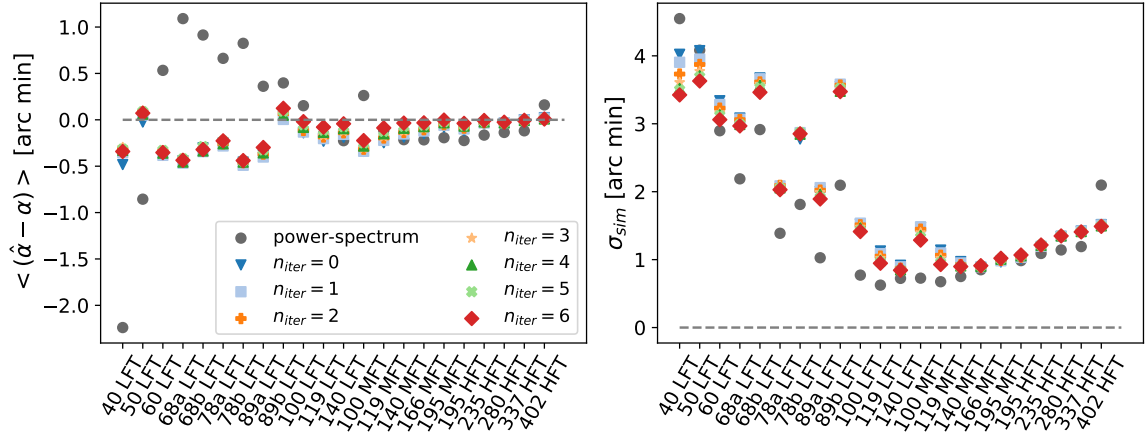 < (α̂ − α) > [arc min]
1.0
0.5
0.0
−0.5
−1.0
−1.5
−2.0
power-spectrum
n_iter = 0
n_iter = 1
n_iter = 2
n_iter = 3
n_iter = 4
n_iter = 5
n_iter = 6
40 LFT
50 LFT
60 LFT
68a LFT
68b LFT
78a LFT
78b LFT
89a LFT
89b LFT
100 LFT
119 LFT
140 LFT
100 MFT
119 MFT
140 MFT
166 MFT
195 MFT
195 HFT
235 HFT
280 HFT
337 HFT
402 HFT
σ_sim [arc min]
4
3
2
1
0
40 LFT
50 LFT
60 LFT
68a LFT
68b LFT
78a LFT
78b LFT
89a LFT
89b LFT
100 LFT
119 LFT
140 LFT
100 MFT
119 MFT
140 MFT
166 MFT
195 MFT
195 HFT
235 HFT
280 HFT
337 HFT
402 HFT